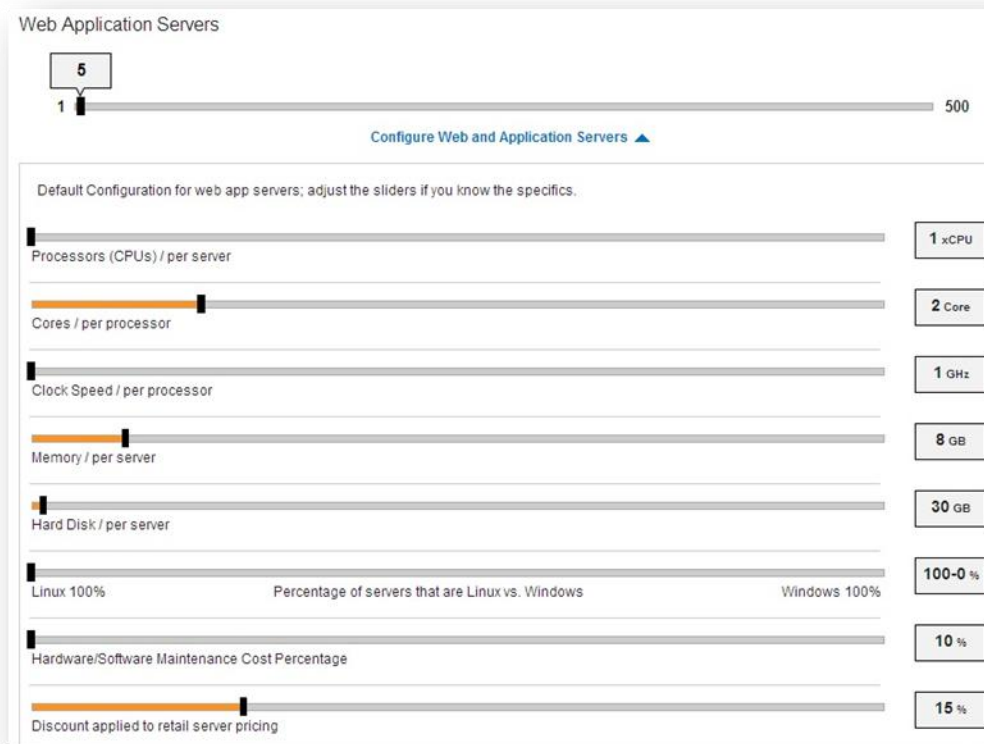 Web Application Servers
5
1 500
Configure Web and Application Servers
Default Configuration for web app servers; adjust the sliders if you know the specifics.
1 xCPU
Processors (CPUs) / per server
2 Core
Cores / per processor
1 GHz
Clock Speed / per processor
8 GB
Memory / per server
30 GB
Hard Disk / per server
100-0 %
Linux 100% Percentage of servers that are Linux vs. Windows Windows 100%
10 %
Hardware/Software Maintenance Cost Percentage
15 %
Discount applied to retail server pricing